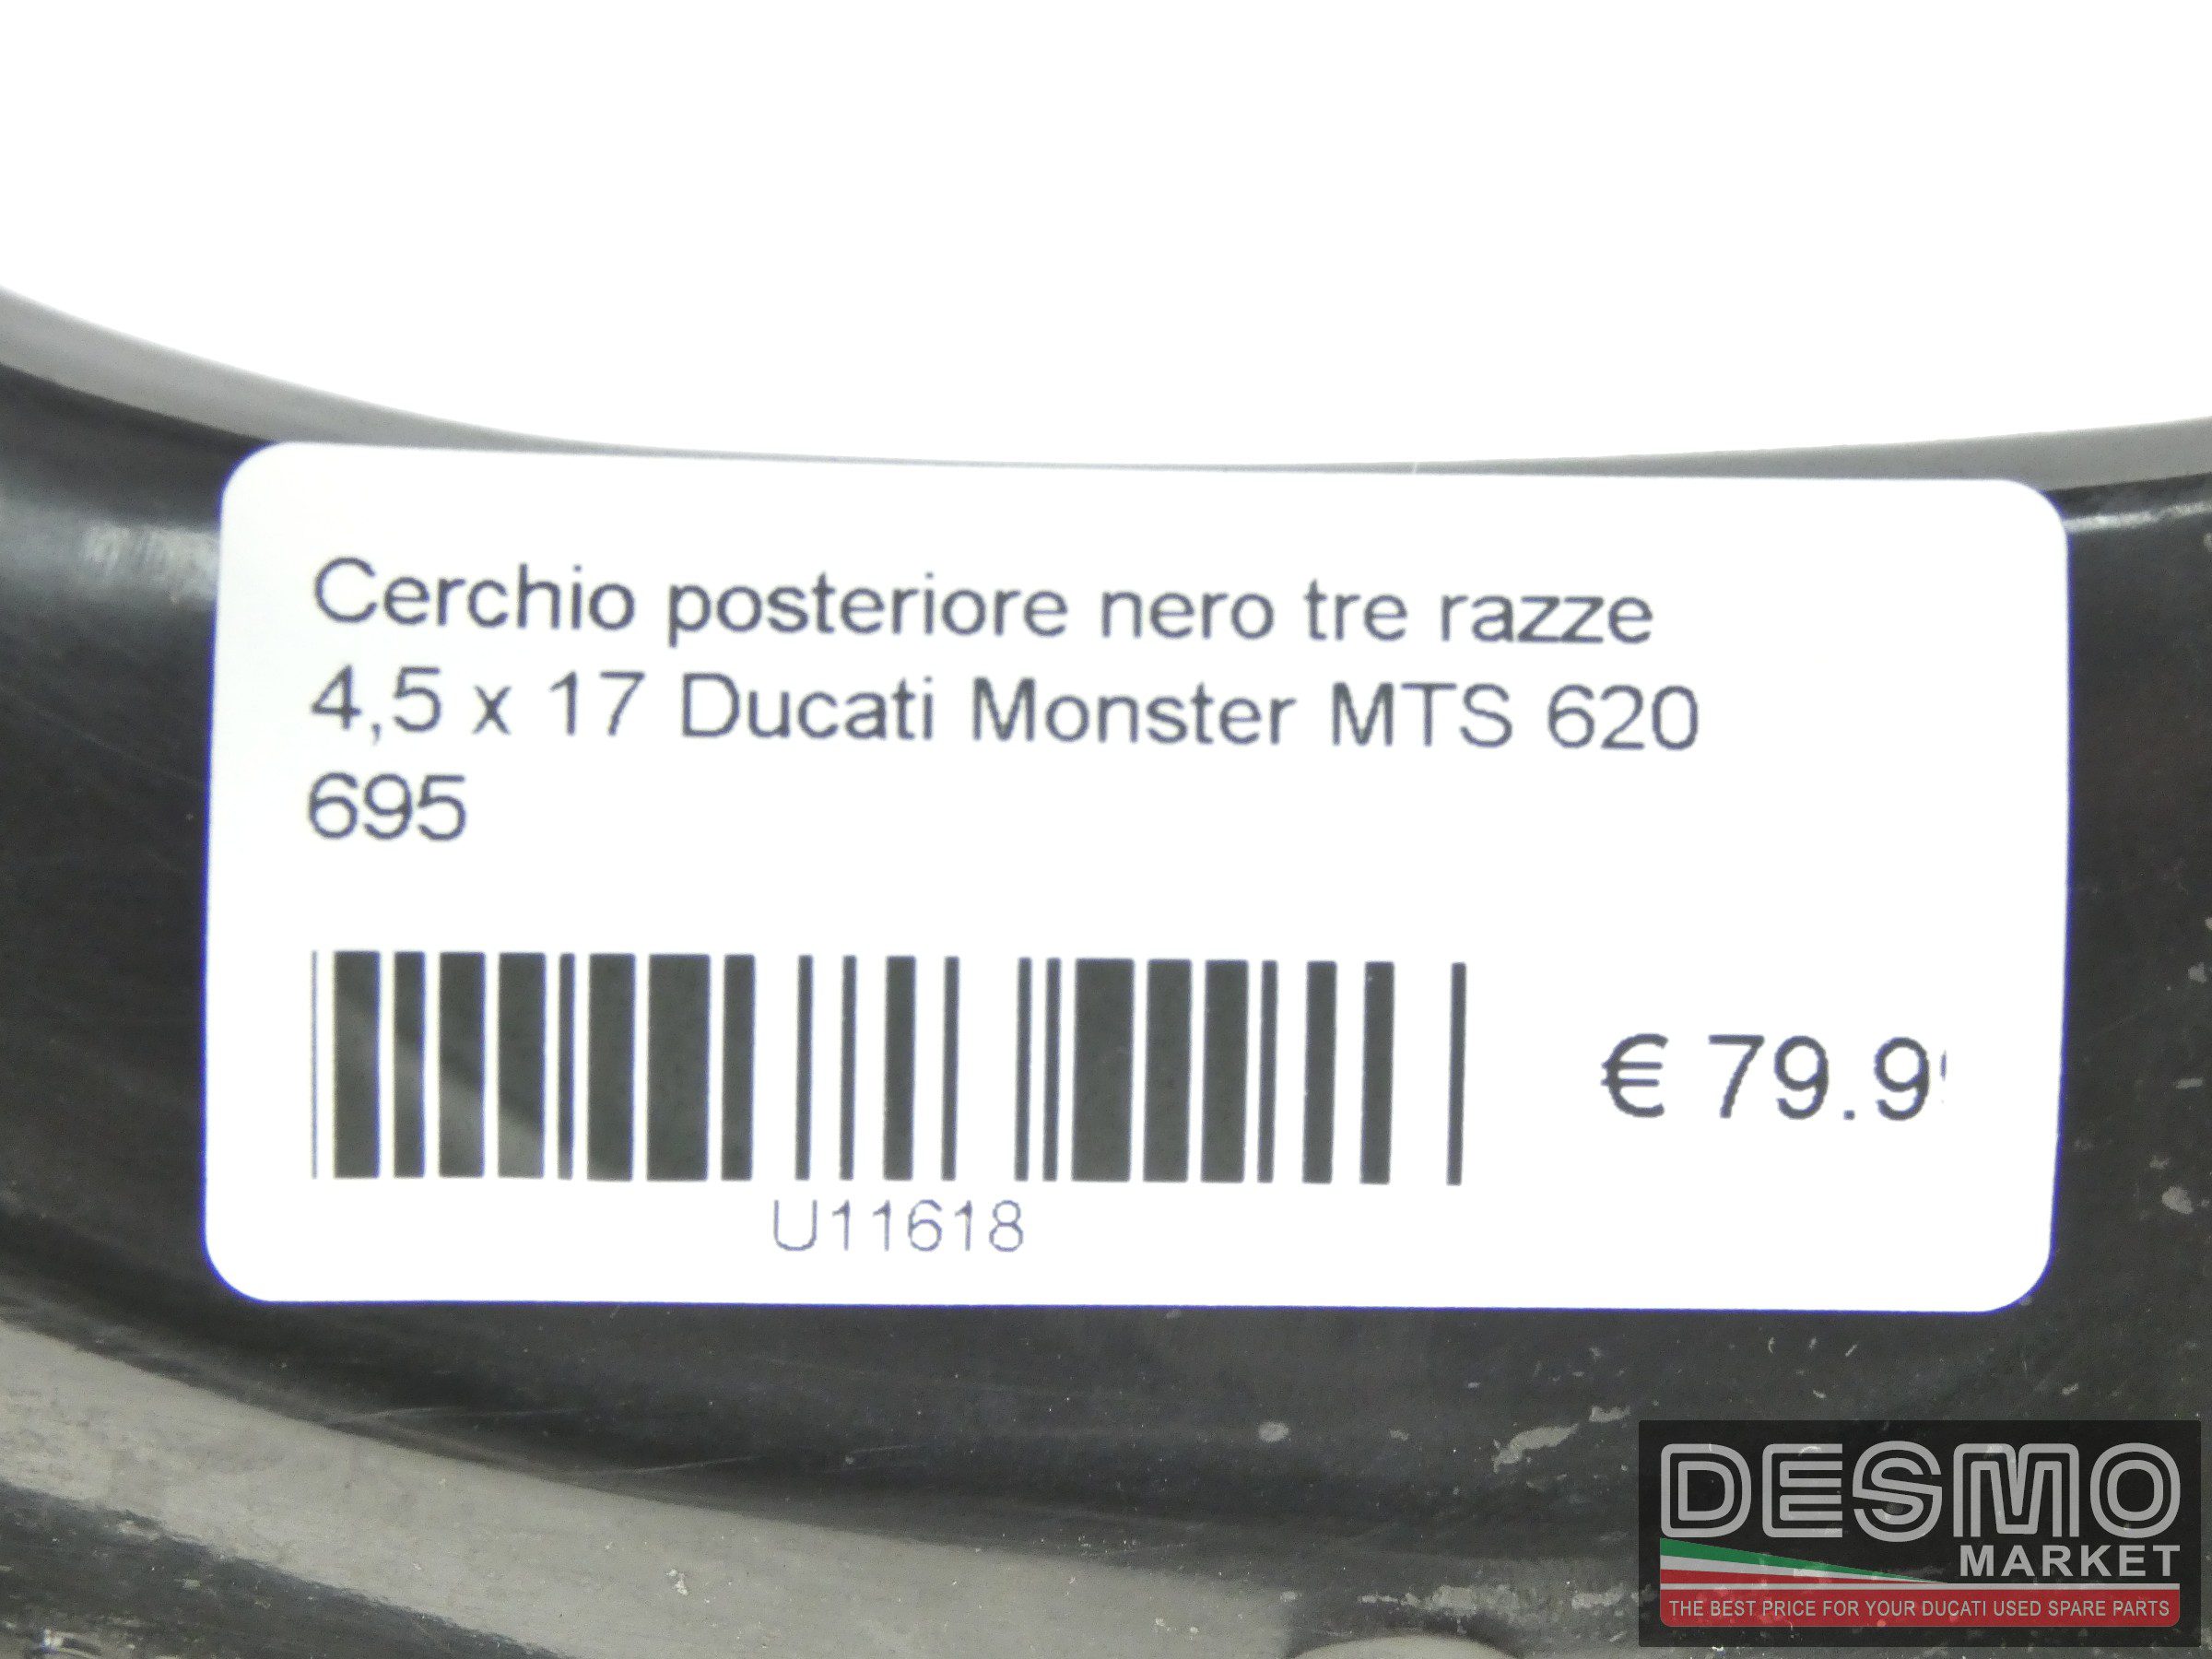 Cerchio posteriore nero tre razze
4,5 x 17 Ducati Monster MTS 620
695
€ 79.9
U11618
DESMO
MARKET
THE BEST PRICE FOR YOUR DUCATI USED SPARE PARTS